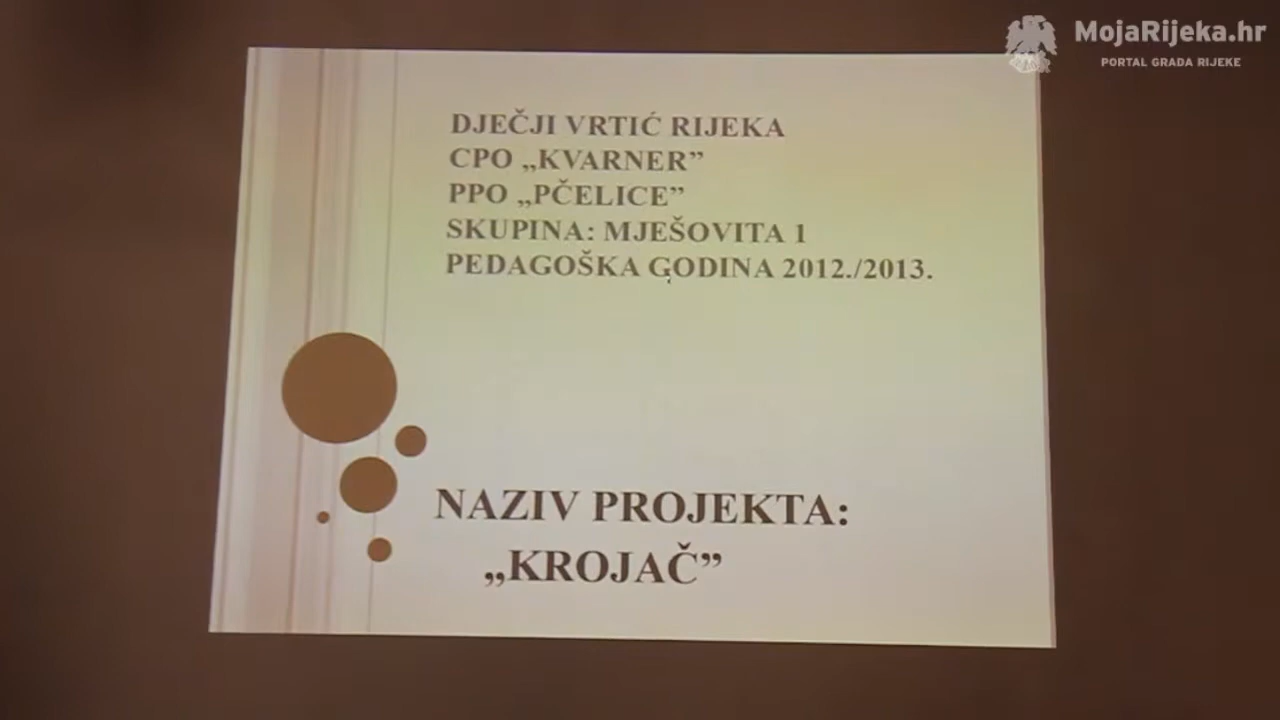 MojaRijeka.hr
PORTAL GRADA RIJEKE
DJEČJI VRTIĆ RIJEKA
CPO „KVARNER”
PPO „PČELICE”
SKUPINA: MJEŠOVITA 1
PEDAGOŠKA GODINA 2012./2013.
NAZIV PROJEKTA:
„KROJAČ”